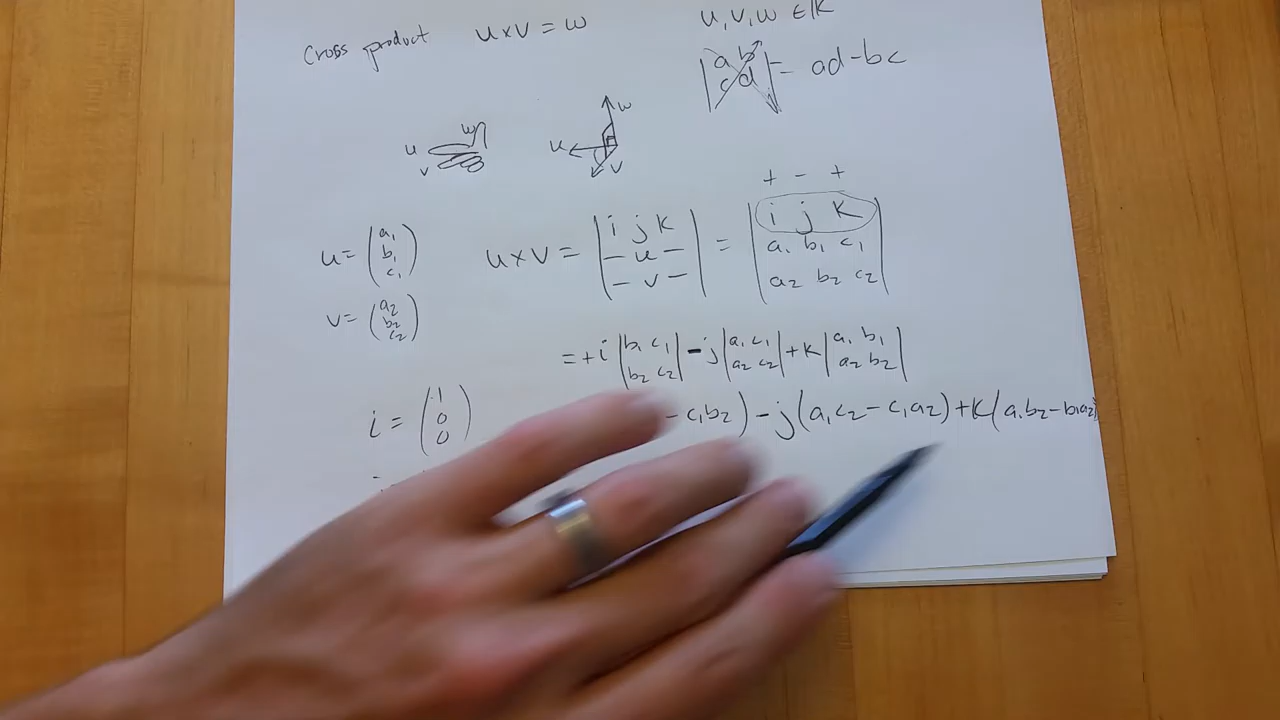 cross product u×v = w u,v,w ∈ℝ
|a b| = ad-bc
|c d|
u w w
v u v
+ - +
u = (a₁ b₁ c₁) u×v = |i j k| = |i j k|
|- u -| |a₁ b₁ c₁|
v = (a₂ b₂ c₂) |- v -| |a₂ b₂ c₂|
= +i |b₁ c₁| -j |a₁ c₁| +k |a₁ b₁|
|b₂ c₂| |a₂ c₂| |a₂ b₂|
i = (1 0 0) - c₁b₂) -j(a₁c₂ - c₁a₂) +k(a₁b₂ - b₁a₂)